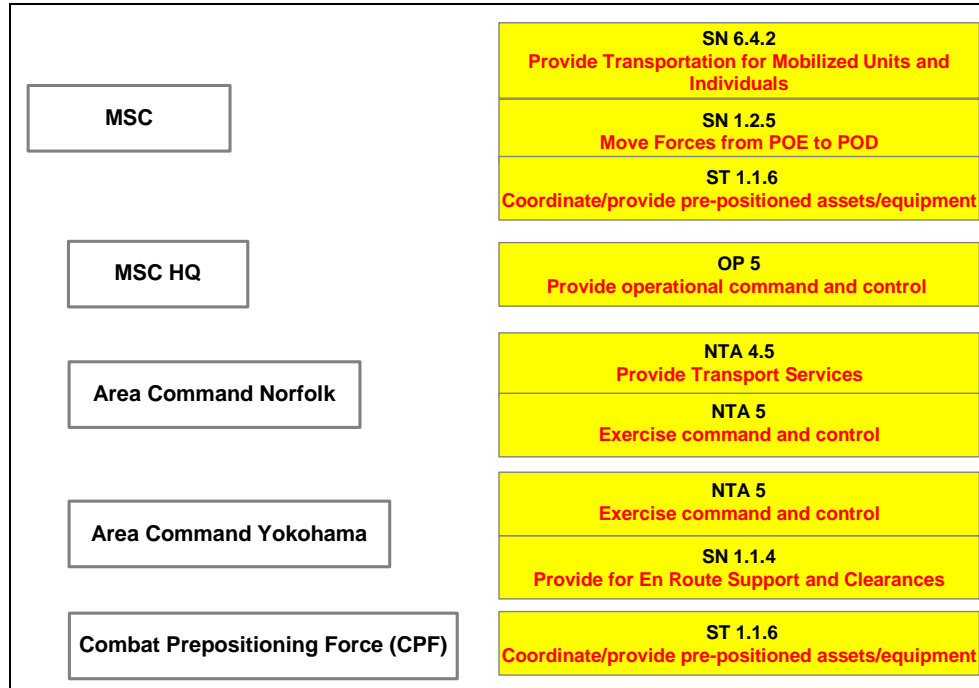 MSC
SN 6.4.2
Provide Transportation for Mobilized Units and
Individuals
SN 1.2.5
Move Forces from POE to POD
ST 1.1.6
Coordinate/provide pre-positioned assets/equipment
MSC HQ
OP 5
Provide operational command and control
Area Command Norfolk
NTA 4.5
Provide Transport Services
NTA 5
Exercise command and control
Area Command Yokohama
NTA 5
Exercise command and control
SN 1.1.4
Provide for En Route Support and Clearances
Combat Prepositioning Force (CPF)
ST 1.1.6
Coordinate/provide pre-positioned assets/equipment